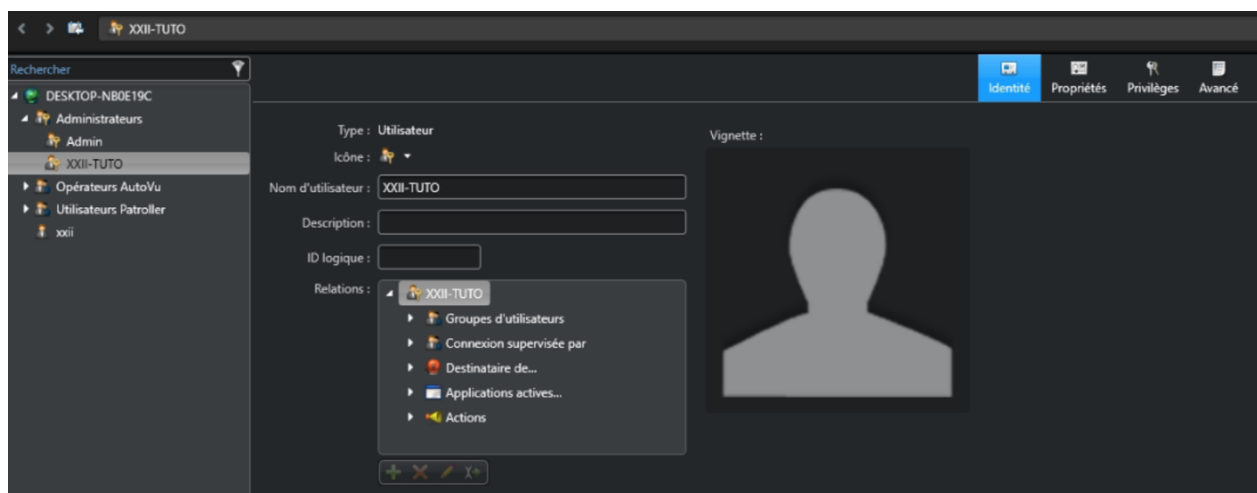 XXII-TUTO
Rechercher
Identité Propriétés Privilèges Avancé
DESKTOP-NB0E19C
Administrateurs
Admin
XXII-TUTO
Opérateurs AutoVu
Utilisateurs Patroller
xxii
Type : Utilisateur
Icône :
Nom d'utilisateur : XXII-TUTO
Description :
ID logique :
Relations : XXII-TUTO
Groupes d'utilisateurs
Connexion supervisée par
Destinataire de...
Applications actives...
Actions
Vignette :